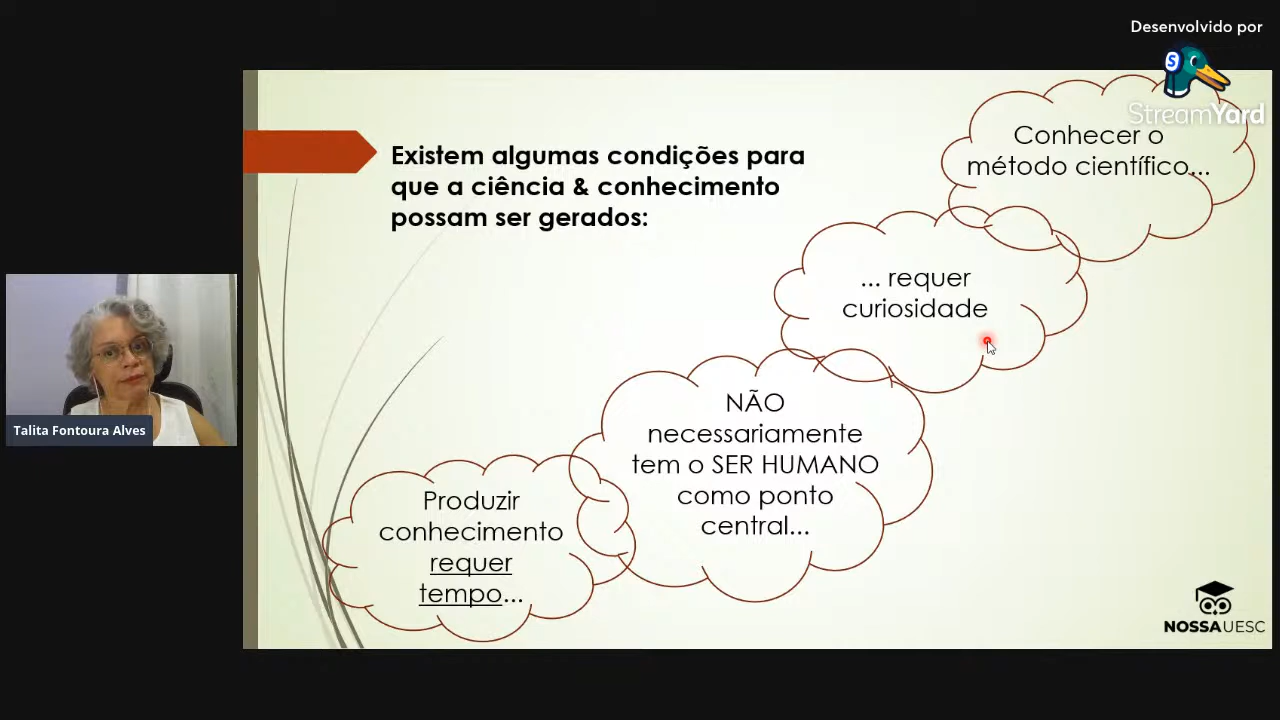 Desenvolvido por
StreamYard
Existem algumas condições para
que a ciência & conhecimento
possam ser gerados:
Conhecer o
método científico...
... requer
curiosidade
NÃO
necessariamente
tem o SER HUMANO
como ponto
central...
Produzir
conhecimento
requer
tempo...
Talita Fontoura Alves
NOSSAUESC